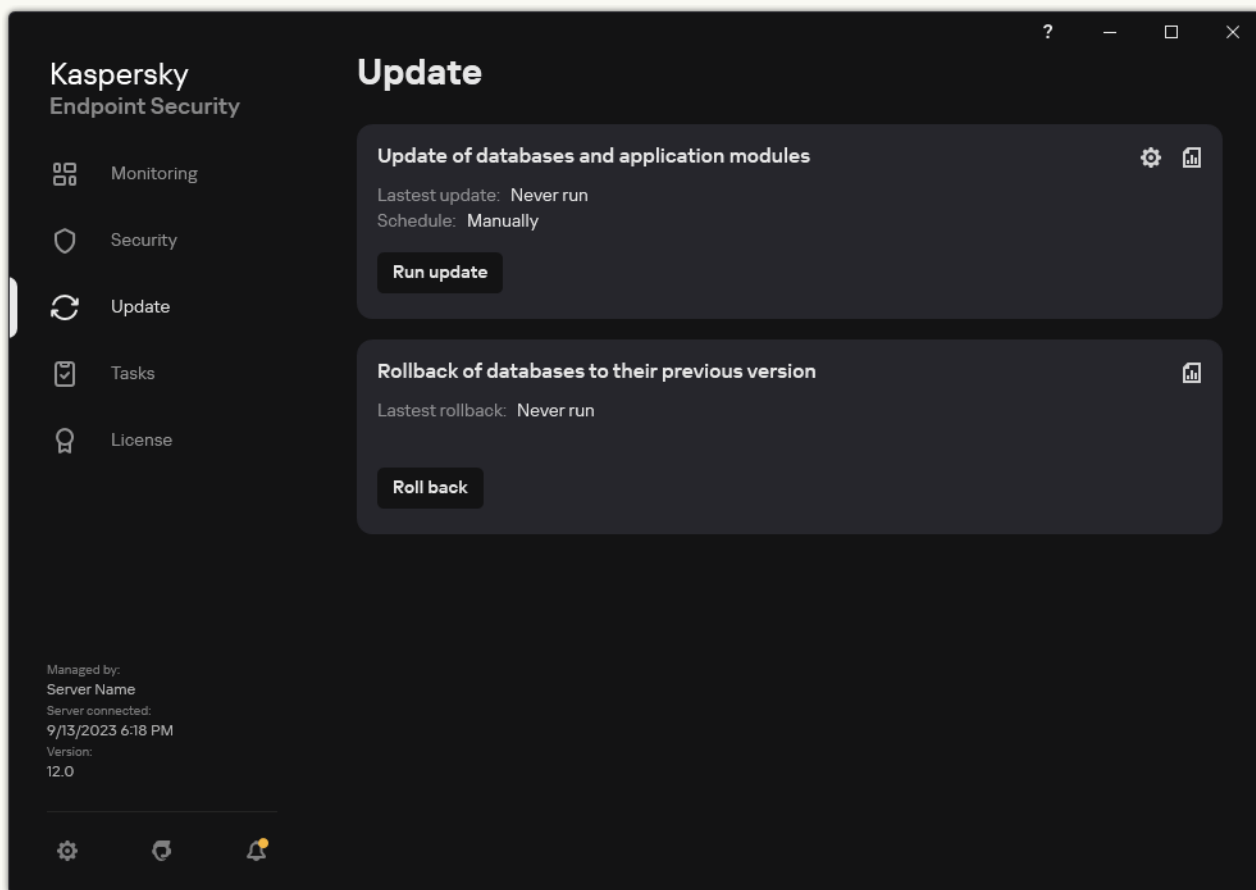 ?
Kaspersky
Endpoint Security
Monitoring
Security
Update
Tasks
License
Managed by:
Server Name
Server connected:
9/13/2023 6:18 PM
Version:
12.0
Update
Update of databases and application modules
Lastest update: Never run
Schedule: Manually
Run update
Rollback of databases to their previous version
Lastest rollback: Never run
Roll back